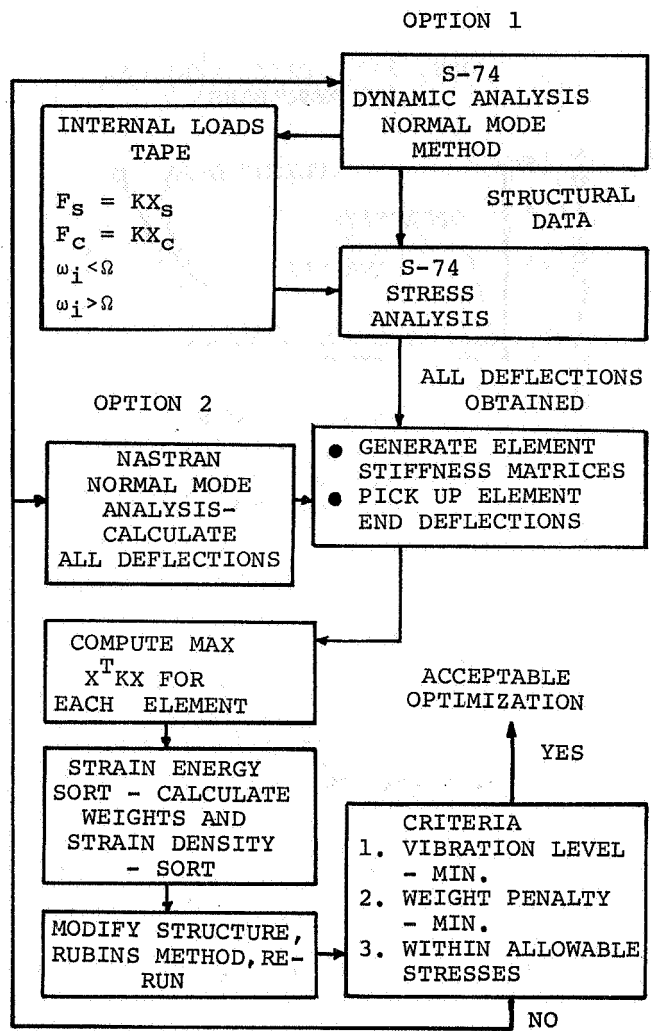 OPTION 1
S-74
DYNAMIC ANALYSIS
NORMAL MODE
METHOD
INTERNAL LOADS
TAPE
F_S = KX_S
F_C = KX_C
ω_i<Ω
ω_i>Ω
STRUCTURAL
DATA
S-74
STRESS
ANALYSIS
ALL DEFLECTIONS
OBTAINED
OPTION 2
NASTRAN
NORMAL MODE
ANALYSIS-
CALCULATE
ALL DEFLECTIONS
● GENERATE ELEMENT
STIFFNESS MATRICES
● PICK UP ELEMENT
END DEFLECTIONS
COMPUTE MAX
X^T KX FOR
EACH ELEMENT
STRAIN ENERGY
SORT - CALCULATE
WEIGHTS AND
STRAIN DENSITY
- SORT
MODIFY STRUCTURE,
RUBINS METHOD, RE-
RUN
CRITERIA
1. VIBRATION LEVEL
- MIN.
2. WEIGHT PENALTY
- MIN.
3. WITHIN ALLOWABLE
STRESSES
ACCEPTABLE
OPTIMIZATION
YES
NO